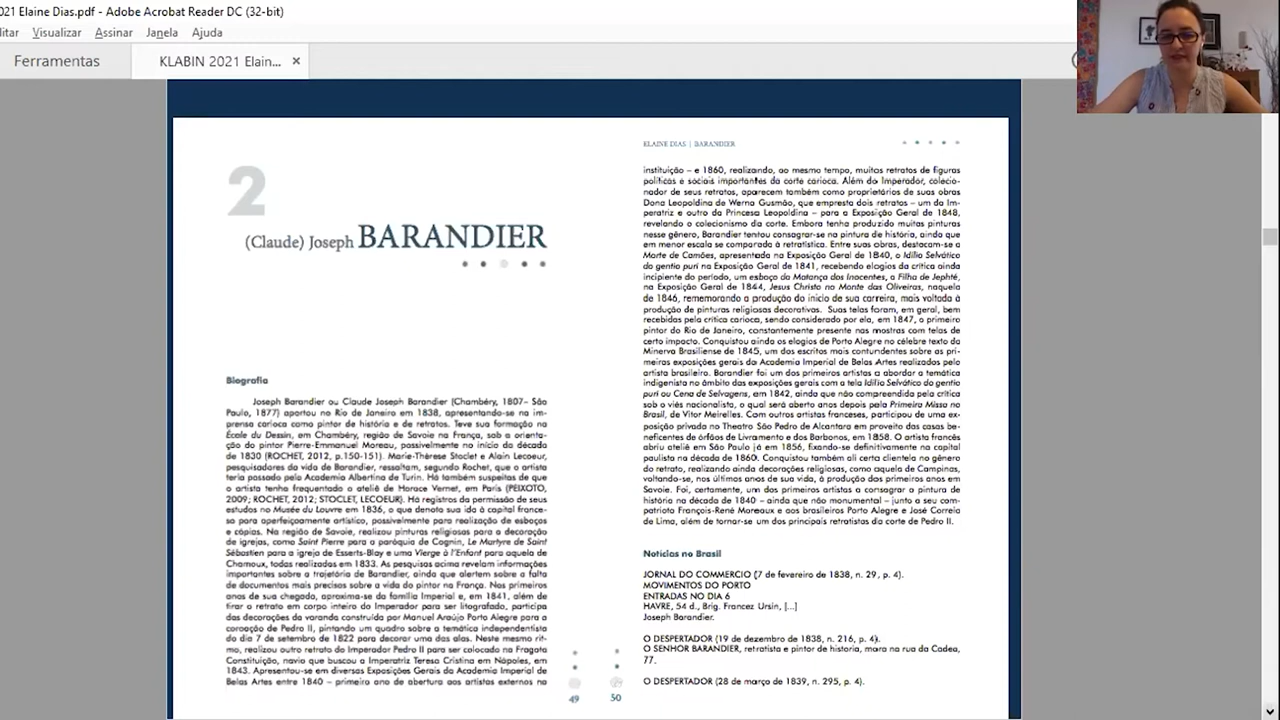 021 Elaine Dias.pdf - Adobe Acrobat Reader DC (32-bit)
itar Visualizar Assinar Janela Ajuda
Ferramentas KLABIN 2021 Elain... ×
2
(Claude) Joseph BARANDIER
Biografia
Joseph Barandier ou Claude Joseph Barandier (Chambéry, 1807– São
Paulo, 1877) aportou no Rio de Janeiro em 1838, apresentando-se na im-
prensa carioca como pintor de história e de retratos. Teve sua formação na
École du Dessin, em Chambéry, região de Savoie na França, sob a orienta-
ção do pintor Pierre-Emmanuel Moreau, possivelmente no início da década
de 1830 (ROCHET, 2012, p.150-151). Marie-Thérese Stoclet e Alain Lecoeur,
pesquisadores da vida de Barandier, ressaltam, segundo Rochet, que o artista
teria passado pela Academia Albertina de Turin. Há também suspeitas de que
o artista tenha frequentado o ateliê de Horace Vernet, em Paris (PEIXOTO,
2009; ROCHET, 2012; STOCLET, LECOEUR). Há registros da permissão de seus
estudos no Musée du Louvre em 1836, o que denota sua ida à capital france-
sa para aperfeiçoamento artístico, possivelmente para realização de esboços
e cópias. Na região de Savoie, realizou pinturas religiosas para a decoração
de igrejas, como Saint Pierre para a paróquia de Cognin, Le Martyre de Saint
Sébastien para a igreja de Esserts-Blay e uma Vierge à l'Enfant para aquela de
Chamoux, todas realizadas em 1833. As pesquisas acima revelam informações
importantes sobre a trajetória de Barandier, ainda que alertem sobre a falta
de documentos mais precisos sobre a vida do pintor na França. Nos primeiros
anos de sua chegada, aproxima-se da família Imperial e, em 1841, além de
tirar o retrato em corpo inteiro do Imperador para ser litografado, participa
das decorações da varanda construída por Manuel Araújo Porto Alegre para a
coroação de Pedro II, pintando um quadro sobre a temática independentista
do dia 7 de setembro de 1822 para decorar uma das alas. Neste mesmo rit-
mo, realizou outro retrato do Imperador Pedro II para ser colocado na Fragata
Constituição, navio que buscou a Imperatriz Teresa Cristina em Nápoles, em
1843. Apresentou-se em diversas Exposições Gerais da Academia Imperial de
Belas Artes entre 1840 – primeiro ano de abertura aos artistas externos na
49
ELAINE DIAS | BARANDIER
instituição – e 1860, realizando, ao mesmo tempo, muitos retratos de figuras
políticas e sociais importantes da corte carioca. Além do Imperador, colecio-
nador de seus retratos, aparecem também como proprietários de suas obras
Dona Leopoldina de Werna Gusmão, que empresta dois retratos – um da Im-
peratriz e outro da Princesa Leopoldina – para a Exposição Geral de 1848,
revelando o colecionismo da corte. Embora tenha produzido muitas pinturas
nesse gênero, Barandier tentou consagrar-se na pintura de história, ainda que
em menor escala se comparada à retratística. Entre suas obras, destacam-se a
Morte de Camões, apresentada na Exposição Geral de 1840, o Idílio Selvático
do gentio puri na Exposição Geral de 1841, recebendo elogios da crítica ainda
incipiente do período, um esboço da Matança dos Inocentes, a Filha de Jephté,
na Exposição Geral de 1844, Jesus Christo no Monte das Oliveiras, naquela
de 1846, rememorando a produção do início de sua carreira, mais voltada à
produção de pinturas religiosas decorativas. Suas telas foram, em geral, bem
recebidas pela crítica carioca, sendo considerado por ela, em 1847, o primeiro
pintor do Rio de Janeiro, constantemente presente nas mostras com telas de
certo impacto. Conquistou ainda os elogios de Porto Alegre no célebre texto da
Minerva Brasiliense de 1845, um dos escritos mais contundentes sobre as pri-
meiras exposições gerais da Academia Imperial de Belas Artes realizados pelo
artista brasileiro. Barandier foi um dos primeiros artistas a abordar a temática
indigenista no âmbito das exposições gerais com a tela Idílio Selvático do gentio
puri ou Cena de Selvagens, em 1842, ainda que não compreendida pela crítica
sob o viés nacionalista, o qual será aberto anos depois pela Primeira Missa no
Brasil, de Vitor Meirelles. Com outros artistas franceses, participou de uma ex-
posição privada no Theatro São Pedro de Alcantara em proveito das casas be-
neficentes de órfãos de Livramento e dos Barbonos, em 1858. O artista francês
abriu ateliê em São Paulo já em 1856, fixando-se definitivamente na capital
paulista na década de 1860. Conquistou também ali certa clientela no gênero
do retrato, realizando ainda decorações religiosas, como aquela de Campinas,
voltando-se, nos últimos anos de sua vida, à produção dos primeiros anos em
Savoie. Foi, certamente, um dos primeiros artistas a consagrar a pintura de
história na década de 1840 – ainda que não monumental – junto a seu com-
patriota François-René Moreaux e aos brasileiros Porto Alegre e José Correia
de Lima, além de tornar-se um dos principais retratistas da corte de Pedro II.
Notícias no Brasil
JORNAL DO COMMERCIO (7 de fevereiro de 1838, n. 29, p. 4).
MOVIMENTOS DO PORTO
ENTRADAS NO DIA 6
HAVRE, 54 d., Brig. Francez Ursin, [...]
Joseph Barandier.
O DESPERTADOR (19 de dezembro de 1838, n. 216, p. 4).
O SENHOR BARANDIER, retratista e pintor de historia, mora na rua da Cadea,
77.
O DESPERTADOR (28 de março de 1839, n. 295, p. 4).
50